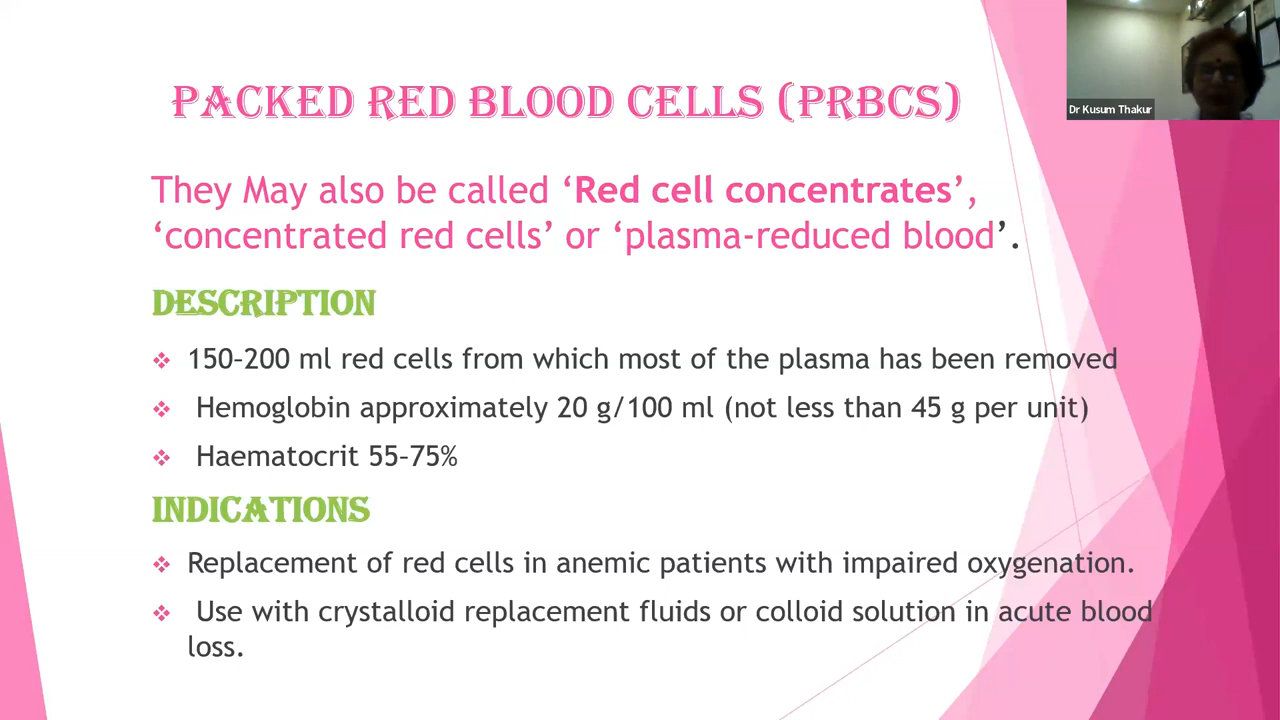 PACKED RED BLOOD CELLS (PRBCS)
Dr Kusum Thakur
They May also be called ‘Red cell concentrates’,
‘concentrated red cells’ or ‘plasma-reduced blood’.
DESCRIPTION
❖ 150–200 ml red cells from which most of the plasma has been removed
❖ Hemoglobin approximately 20 g/100 ml (not less than 45 g per unit)
❖ Haematocrit 55–75%
INDICATIONS
❖ Replacement of red cells in anemic patients with impaired oxygenation.
❖ Use with crystalloid replacement fluids or colloid solution in acute blood
loss.